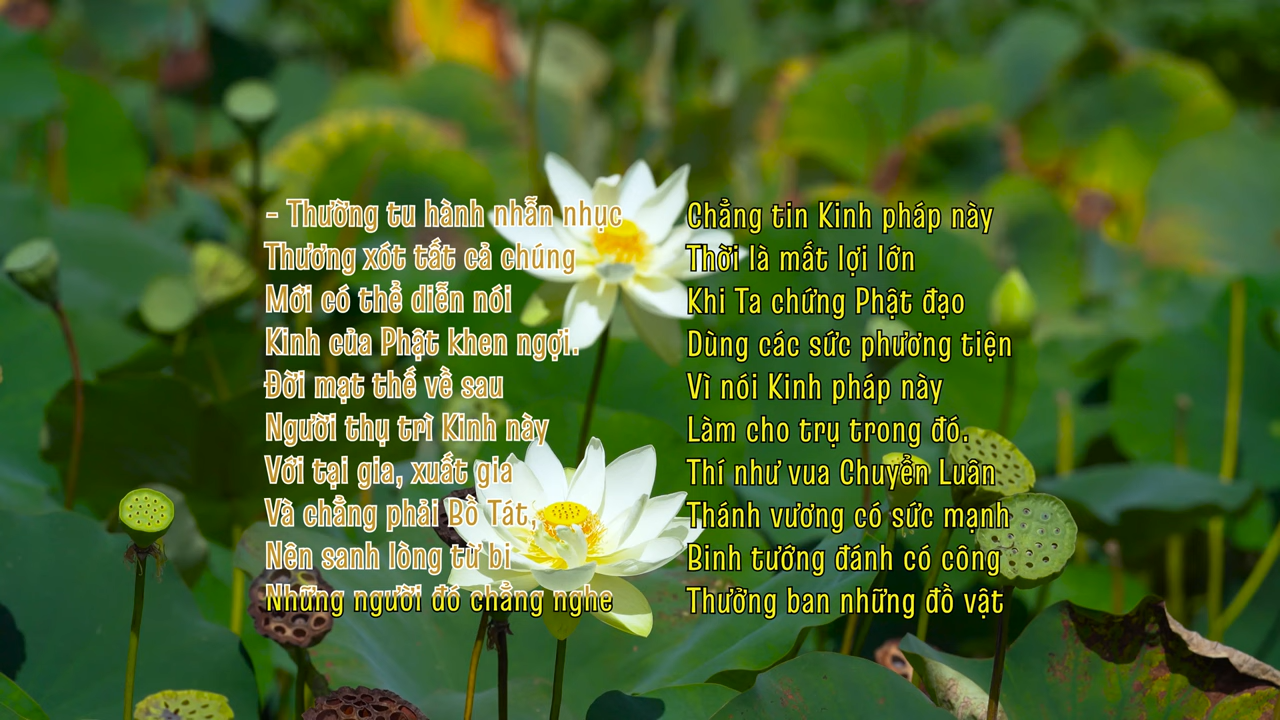 - Thường tu hành nhẫn nhục
Thương xót tất cả chúng
Mới có thể diễn nói
Kinh của Phật khen ngợi.
Đời mạt thế về sau
Người thụ trì Kinh này
Với tại gia, xuất gia
Và chẳng phải Bồ Tát,
Nên sanh lòng từ bi
Những người đó chẳng nghe
Chẳng tin Kinh pháp này
Thời là mất lợi lớn
Khi Ta chứng Phật đạo
Dùng các sức phương tiện
Vì nói Kinh pháp này
Làm cho trụ trong đó.
Thí như vua Chuyển Luân
Thánh vương có sức mạnh
Binh tướng đánh có công
Thưởng ban những đồ vật